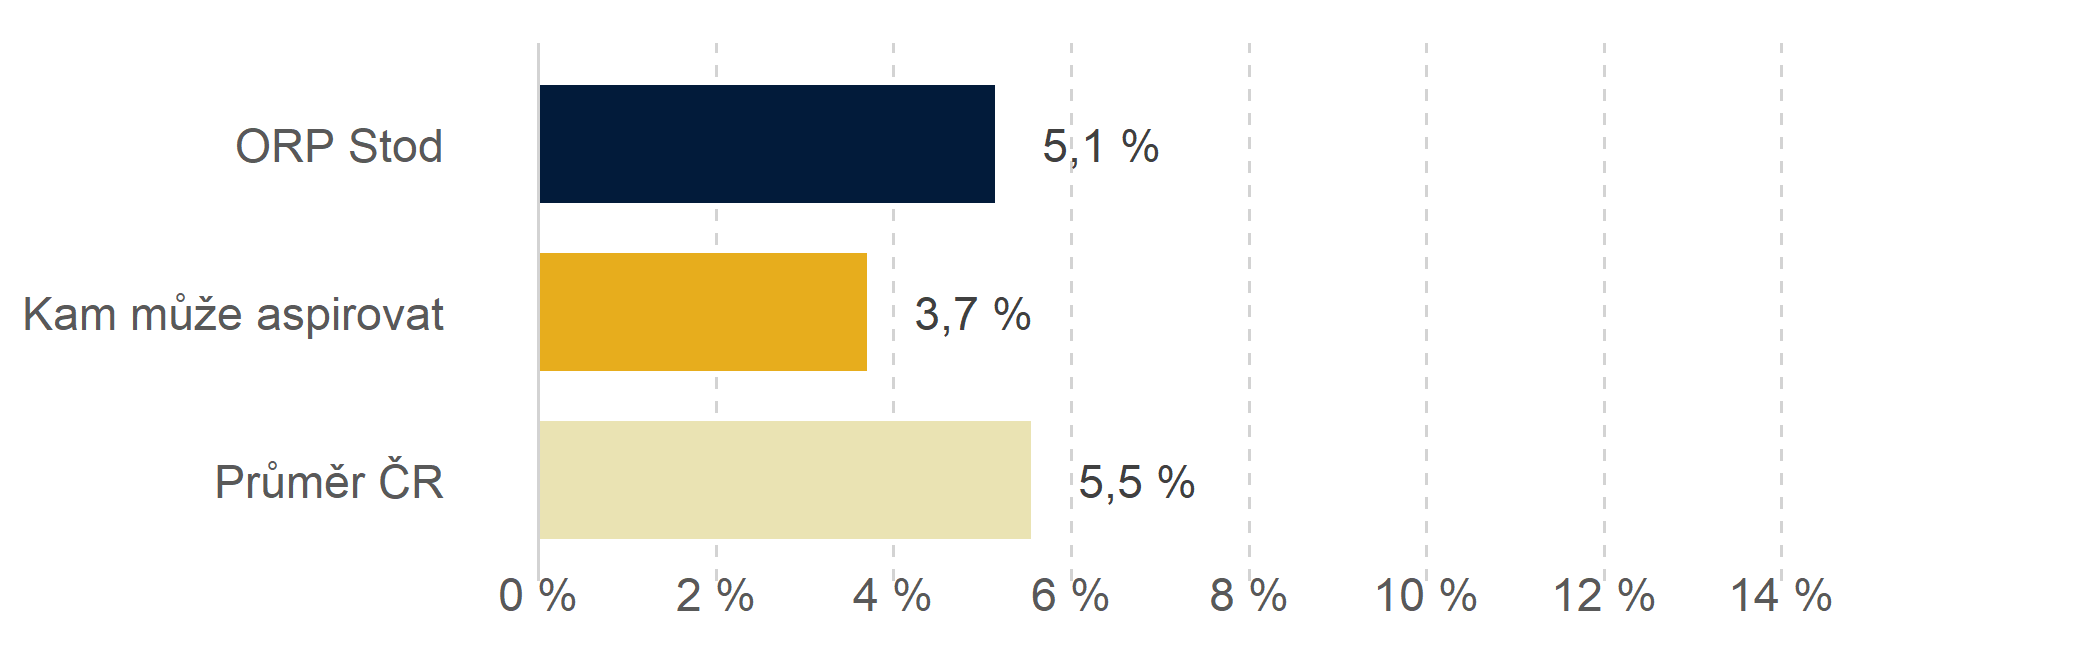 ORP Stod
5,1 %
Kam může aspirovat
3,7 %
Průměr ČR
5,5 %
0 % 2 % 4 % 6 % 8 % 10 % 12 % 14 %